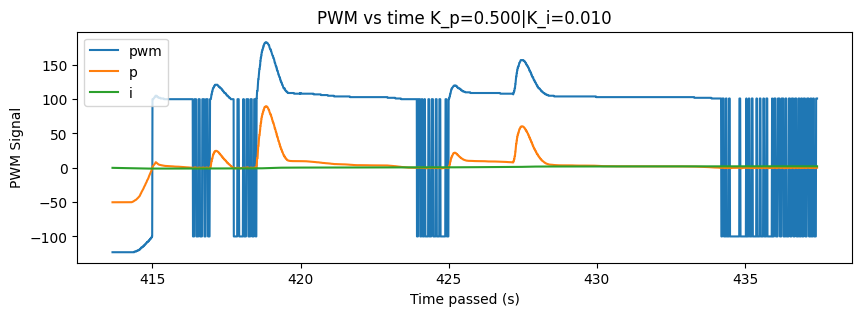 PWM vs time K_p=0.500|K_i=0.010
pwm
p
i
PWM Signal
150
100
50
0
−50
−100
415
420
425
430
435
Time passed (s)